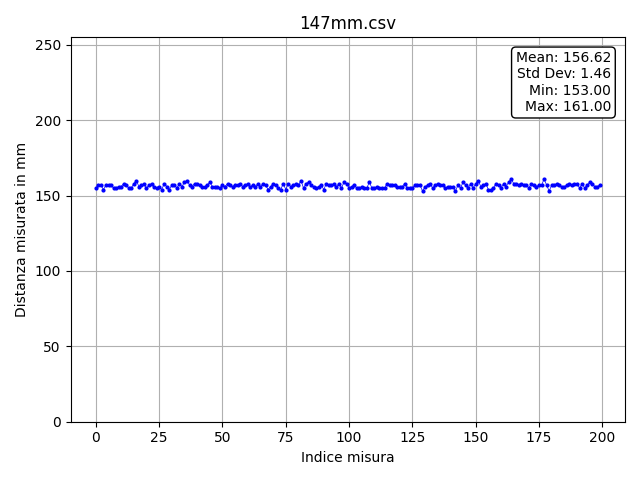 147mm.csv
Mean: 156.62
Std Dev: 1.46
Min: 153.00
Max: 161.00
Distanza misurata in mm
250
200
150
100
50
0
0 25 50 75 100 125 150 175 200
Indice misura